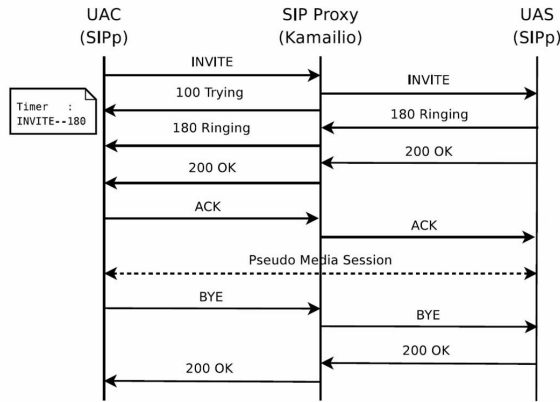 UAC
(SIPp)
SIP Proxy
(Kamailio)
UAS
(SIPp)
INVITE
INVITE
100 Trying
Timer   :
INVITE--180
180 Ringing
180 Ringing
200 OK
200 OK
ACK
ACK
Pseudo Media Session
BYE
BYE
200 OK
200 OK